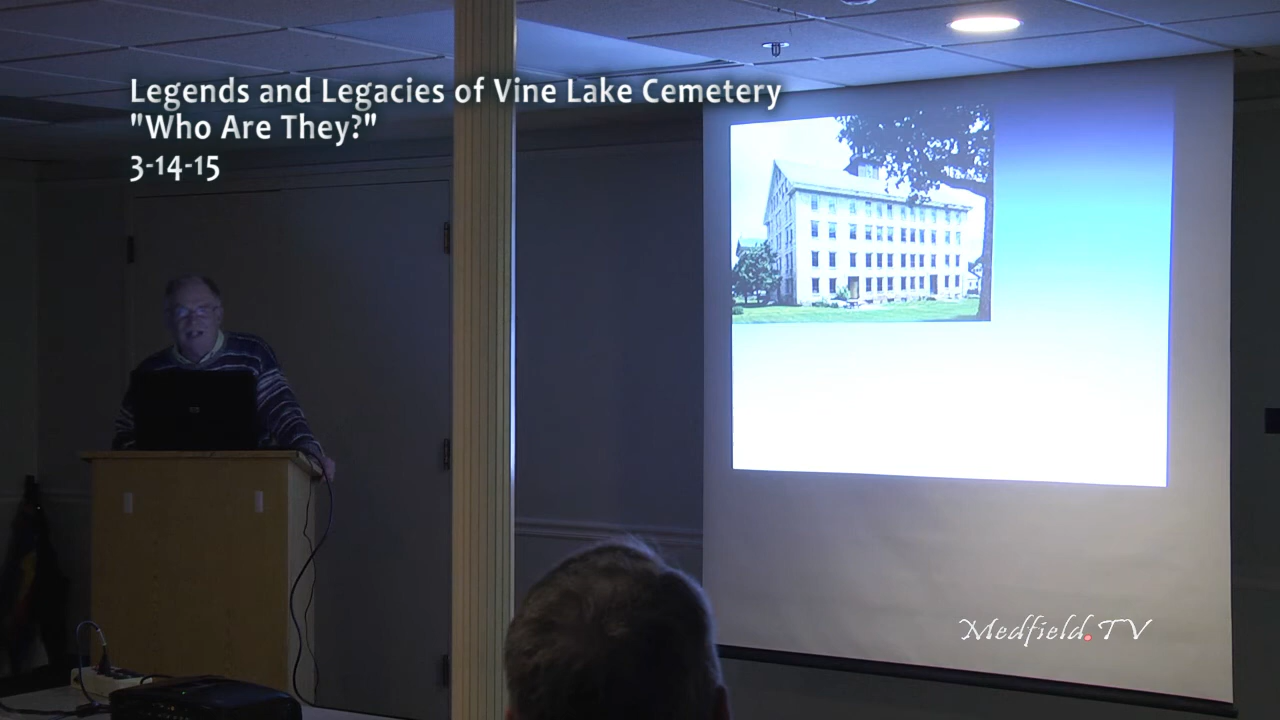 Legends and Legacies of Vine Lake Cemetery
"Who Are They?"
3-14-15
Medfield.TV